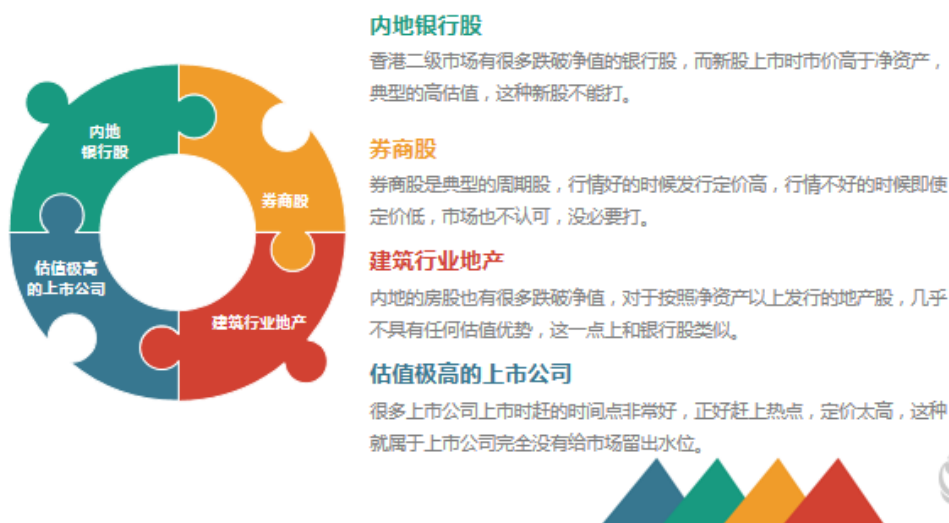 内地银行股
香港二级市场有很多跌破净值的银行股，而新股上市时市价高于净资产，
典型的高估值，这种新股不能打。
内地
银行股
券商股
券商股是典型的周期股，行情好的时候发行定价高，行情不好的时候即使
定价低，市场也不认可，没必要打。
券商股
建筑行业地产
内地的房股也有很多跌破净值，对于按照净资产以上发行的地产股，几乎
不具有任何估值优势，这一点上和银行股类似。
估值极高
的上市公司
建筑行业地产
估值极高的上市公司
很多上市公司上市时赶的时间点非常好，正好赶上热点，定价太高，这种
就属于上市公司完全没有给市场留出水位。